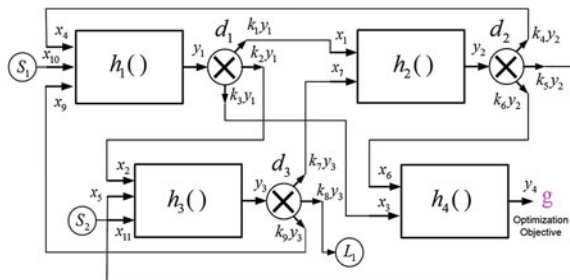 x₄ d₁ k₁y₁ x₁ d₂ k₄y₂
S₁ x₁₀ h₁() y₁ k₂y₁ x₇ h₂() y₂ k₅y₂
x₉ k₃y₁ k₆y₂
x₂ d₃ k₇y₃ x₆
x₅ h₃() y₃ k₈y₃ x₃ h₄() y₄ g
S₂ x₁₁ k₉y₃ L₁
Optimization
Objective